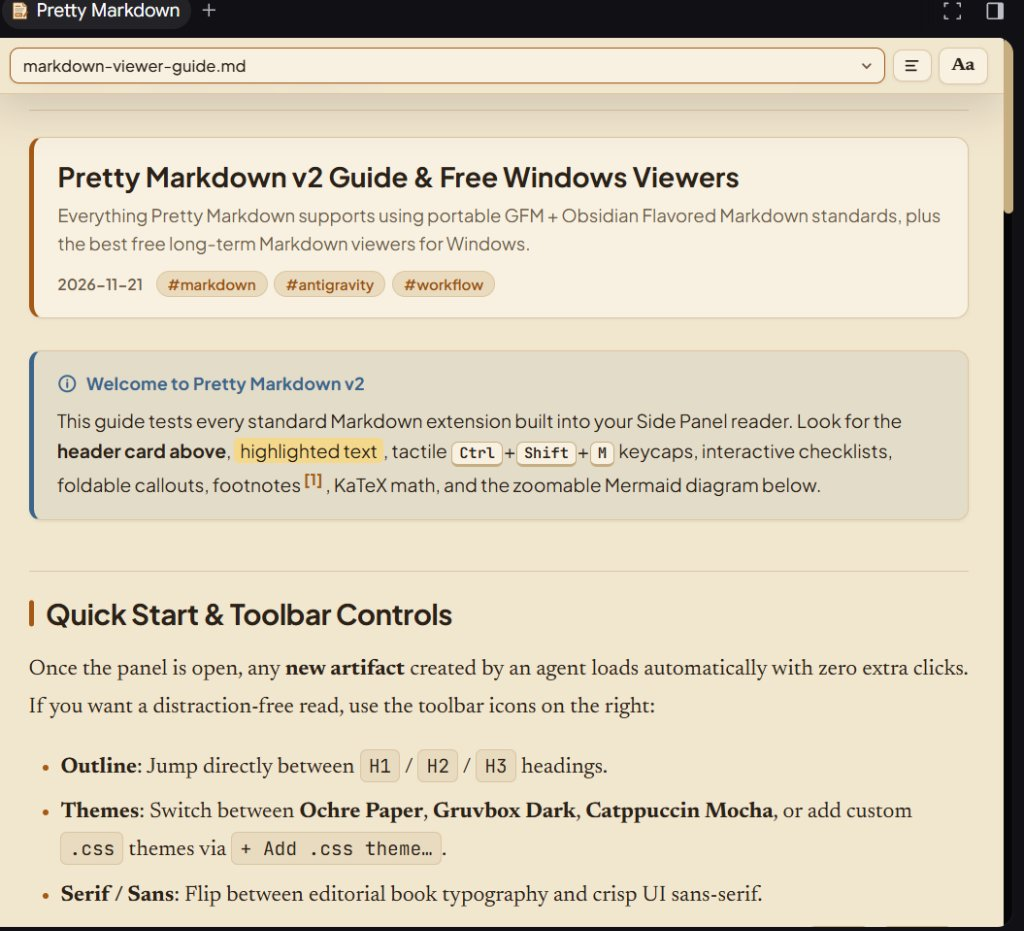 Pretty Markdown +
markdown-viewer-guide.md
Aa
Pretty Markdown v2 Guide & Free Windows Viewers
Everything Pretty Markdown supports using portable GFM + Obsidian Flavored Markdown standards, plus
the best free long-term Markdown viewers for Windows.
2026-11-21 #markdown #antigravity #workflow
Welcome to Pretty Markdown v2
This guide tests every standard Markdown extension built into your Side Panel reader. Look for the
header card above, highlighted text, tactile Ctrl+Shift+M keycaps, interactive checklists,
foldable callouts, footnotes [1], KaTeX math, and the zoomable Mermaid diagram below.
Quick Start & Toolbar Controls
Once the panel is open, any new artifact created by an agent loads automatically with zero extra clicks.
If you want a distraction-free read, use the toolbar icons on the right:
• Outline: Jump directly between H1 / H2 / H3 headings.
• Themes: Switch between Ochre Paper, Gruvbox Dark, Catppuccin Mocha, or add custom
.css themes via + Add .css theme… .
• Serif / Sans: Flip between editorial book typography and crisp UI sans-serif.